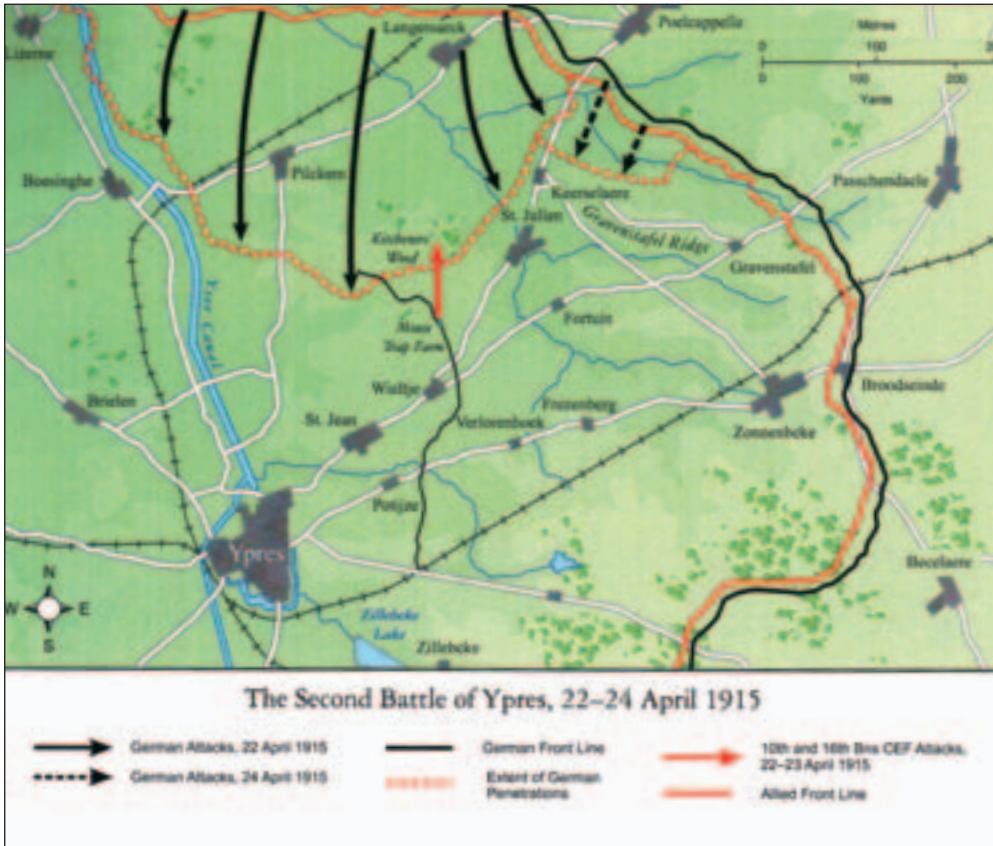 Poelcappelle
Metres
Langemarck
Lizerne
0 100
0 100 200
Yards
Boesinghe
Pilckem
Passchendaele
Keerselaere
St. Julian
Kitcheners'
Wood
Gravenstafel Ridge
Gravenstafel
Yser Canal
Mouse
Trap Farm
Fortuin
Wieltje
Broodseinde
Brielen
St. Jean
Frezenberg
Verlorenhoek
Zonnebeke
Potijze
Ypres
Becelaere
N
W E
S
Zillebeke
Lake
Zillebeke
The Second Battle of Ypres, 22–24 April 1915
German Attacks, 22 April 1915
German Attacks, 24 April 1915
German Front Line
Extent of German
Penetrations
10th and 16th Bns CEF Attacks,
22–23 April 1915
Allied Front Line